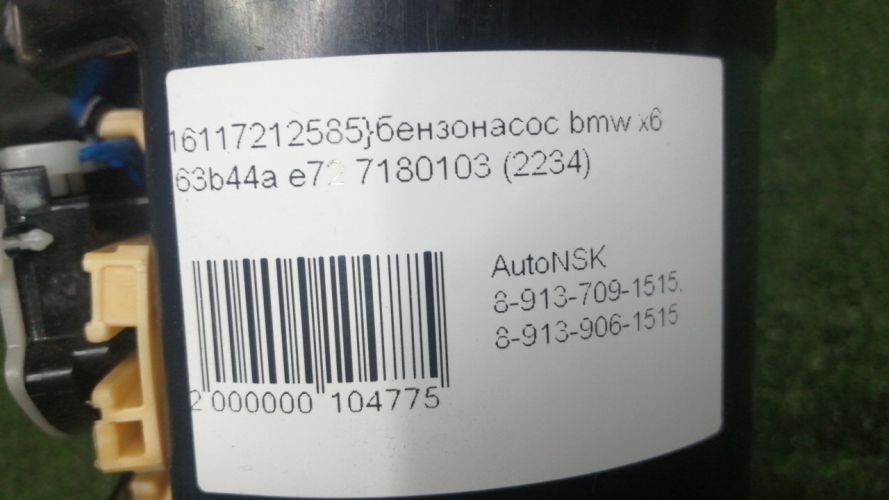 16117212585}бензонасос bmw x6
63b44a e72 7180103 (2234)
AutoNSK
8-913-709-1515.
8-913-906-1515
2 000000 104775